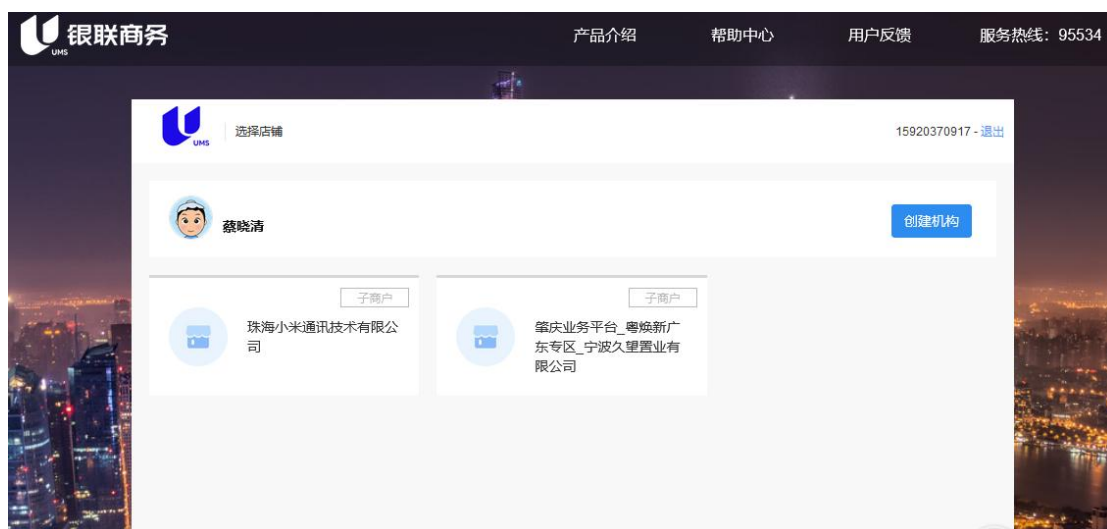 银联商务
UMS
产品介绍 帮助中心 用户反馈 服务热线：95534
UMS
选择店铺
15920370917 - 退出
蔡晓清
创建机构
子商户
珠海小米通讯技术有限公
司
子商户
肇庆业务平台_粤焕新广
东专区_宁波久望置业有
限公司